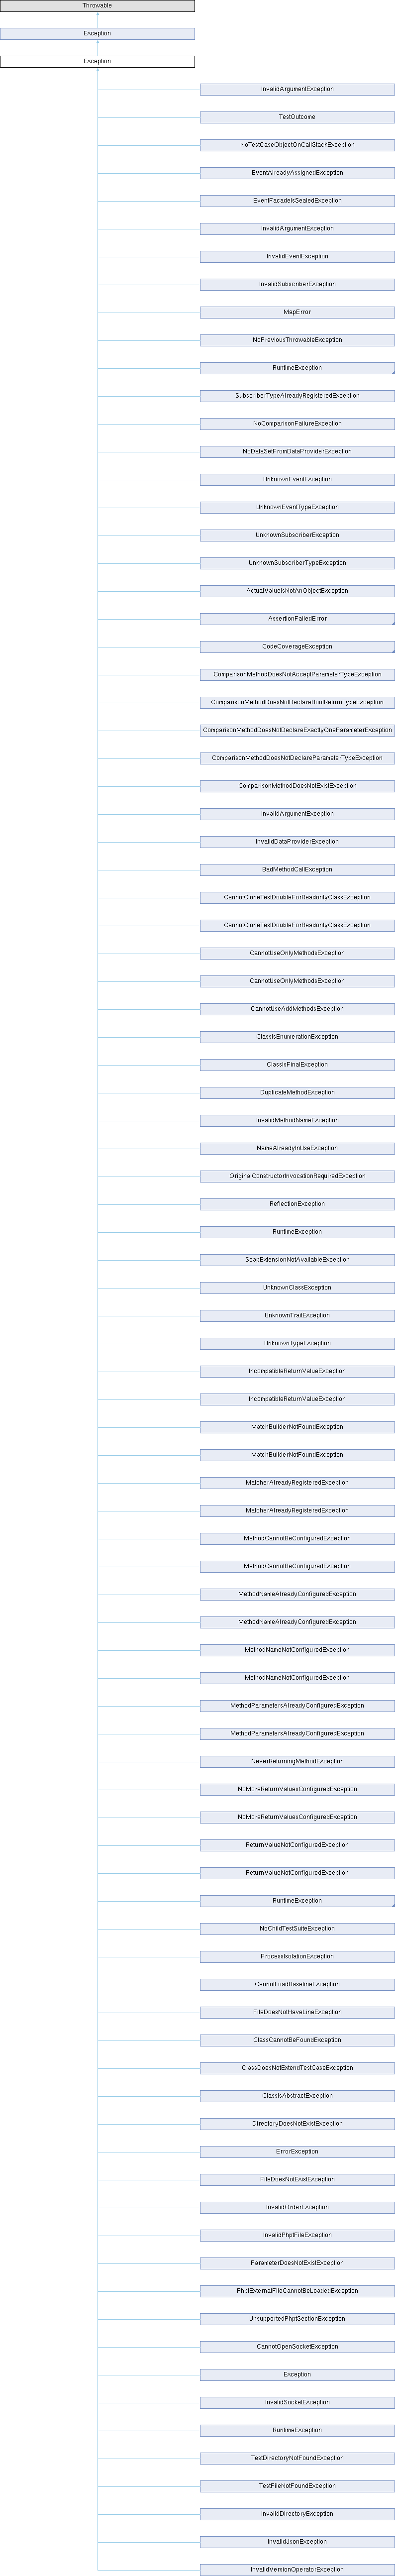 Throwable
Exception
Exception
InvalidArgumentException
TestOutcome
NoTestCaseObjectOnCallStackException
EventAlreadyAssignedException
EventFacadeIsSealedException
InvalidArgumentException
InvalidEventException
InvalidSubscriberException
MapError
NoPreviousThrowableException
RuntimeException
SubscriberTypeAlreadyRegisteredException
NoComparisonFailureException
NoDataSetFromDataProviderException
UnknownEventException
UnknownEventTypeException
UnknownSubscriberException
UnknownSubscriberTypeException
ActualValueIsNotAnObjectException
AssertionFailedError
CodeCoverageException
ComparisonMethodDoesNotAcceptParameterTypeException
ComparisonMethodDoesNotDeclareBoolReturnTypeException
ComparisonMethodDoesNotDeclareExactlyOneParameterException
ComparisonMethodDoesNotDeclareParameterTypeException
ComparisonMethodDoesNotExistException
InvalidArgumentException
InvalidDataProviderException
BadMethodCallException
CannotCloneTestDoubleForReadonlyClassException
CannotCloneTestDoubleForReadonlyClassException
CannotUseOnlyMethodsException
CannotUseOnlyMethodsException
CannotUseAddMethodsException
ClassIsEnumerationException
ClassIsFinalException
DuplicateMethodException
InvalidMethodNameException
NameAlreadyInUseException
OriginalConstructorInvocationRequiredException
ReflectionException
RuntimeException
SoapExtensionNotAvailableException
UnknownClassException
UnknownTraitException
UnknownTypeException
IncompatibleReturnValueException
IncompatibleReturnValueException
MatchBuilderNotFoundException
MatchBuilderNotFoundException
MatcherAlreadyRegisteredException
MatcherAlreadyRegisteredException
MethodCannotBeConfiguredException
MethodCannotBeConfiguredException
MethodNameAlreadyConfiguredException
MethodNameAlreadyConfiguredException
MethodNameNotConfiguredException
MethodNameNotConfiguredException
MethodParametersAlreadyConfiguredException
MethodParametersAlreadyConfiguredException
NeverReturningMethodException
NoMoreReturnValuesConfiguredException
NoMoreReturnValuesConfiguredException
ReturnValueNotConfiguredException
ReturnValueNotConfiguredException
RuntimeException
NoChildTestSuiteException
ProcessIsolationException
CannotLoadBaselineException
FileDoesNotHaveLineException
ClassCannotBeFoundException
ClassDoesNotExtendTestCaseException
ClassIsAbstractException
DirectoryDoesNotExistException
ErrorException
FileDoesNotExistException
InvalidOrderException
InvalidPhptFileException
ParameterDoesNotExistException
PhptExternalFileCannotBeLoadedException
UnsupportedPhptSectionException
CannotOpenSocketException
Exception
InvalidSocketException
RuntimeException
TestDirectoryNotFoundException
TestFileNotFoundException
InvalidDirectoryException
InvalidJsonException
InvalidVersionOperatorException